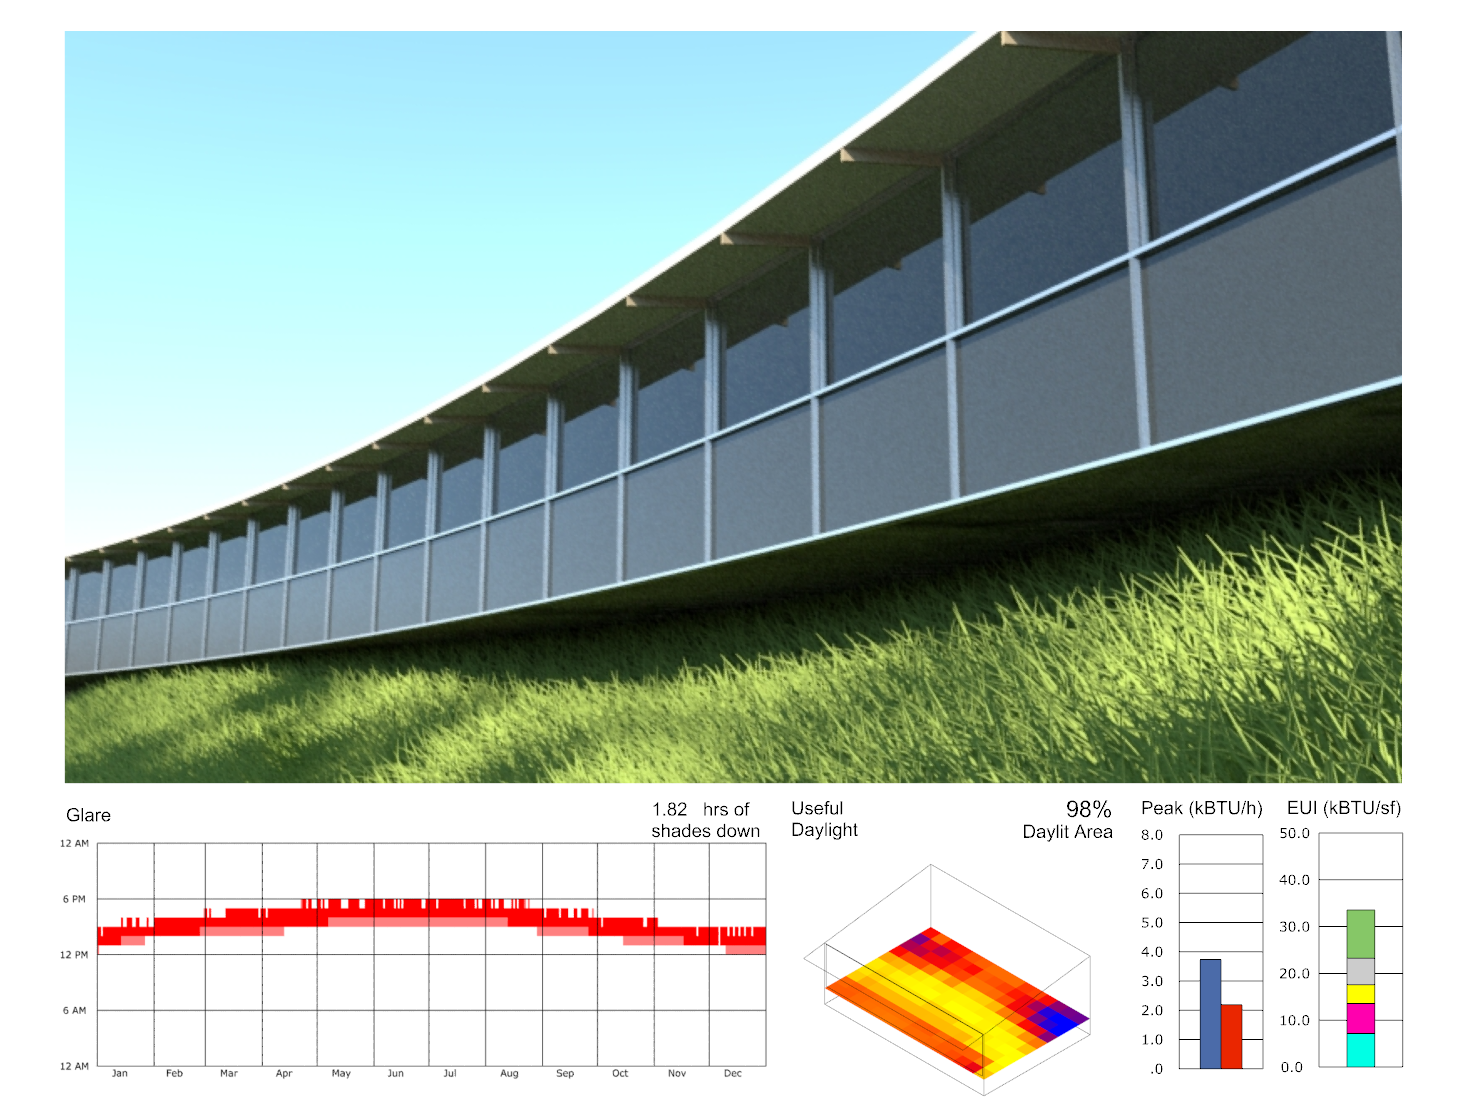 Glare
1.82 hrs of
shades down
12 AM
6 PM
12 PM
6 AM
12 AM
Jan Feb Mar Apr May Jun Jul Aug Sep Oct Nov Dec
Useful
Daylight
98%
Daylit Area
Peak (kBTU/h)
8.0
7.0
6.0
5.0
4.0
3.0
2.0
1.0
.0
EUI (kBTU/sf)
50.0
40.0
30.0
20.0
10.0
0.0